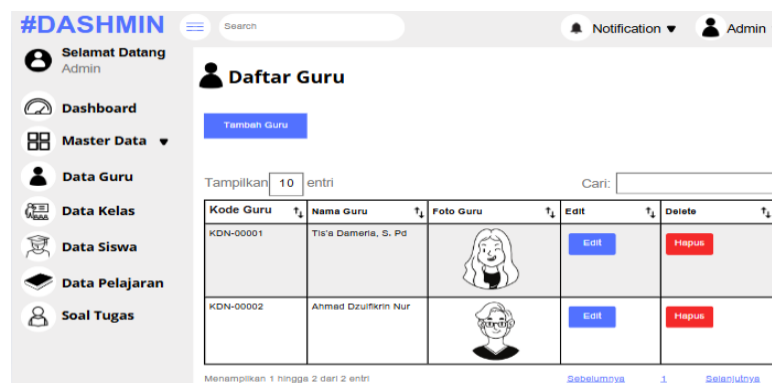 #DASHMIN
Search
Notification
Admin
Selamat Datang
Admin
Dashboard
Master Data
Data Guru
Data Kelas
Data Siswa
Data Pelajaran
Soal Tugas
Daftar Guru
Tambah Guru
Tampilkan 10 entri
Cari:
Kode Guru Nama Guru Foto Guru Edit Delete
KDN-00001 Tis'a Dameria, S. Pd Edit Hapus
KDN-00002 Ahmad Dzulfikrin Nur Edit Hapus
Menampilkan 1 hingga 2 dari 2 entri
Sebelumnya 1 Selanjutnya